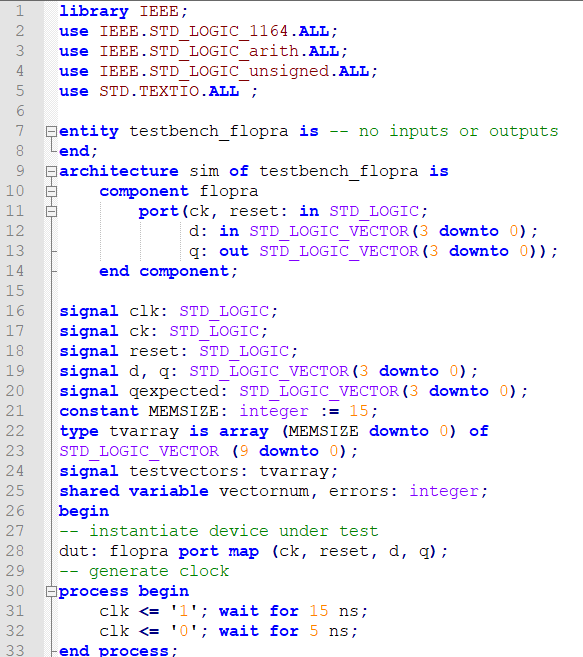 1 library IEEE;
2 use IEEE.STD_LOGIC_1164.ALL;
3 use IEEE.STD_LOGIC_arith.ALL;
4 use IEEE.STD_LOGIC_unsigned.ALL;
5 use STD.TEXTIO.ALL ;
6
7 entity testbench_flopra is -- no inputs or outputs
8 end;
9 architecture sim of testbench_flopra is
10 component flopra
11 port(ck, reset: in STD_LOGIC;
12 d: in STD_LOGIC_VECTOR(3 downto 0);
13 q: out STD_LOGIC_VECTOR(3 downto 0));
14 end component;
15
16 signal clk: STD_LOGIC;
17 signal ck: STD_LOGIC;
18 signal reset: STD_LOGIC;
19 signal d, q: STD_LOGIC_VECTOR(3 downto 0);
20 signal qexpected: STD_LOGIC_VECTOR(3 downto 0);
21 constant MEMSIZE: integer := 15;
22 type tvarray is array (MEMSIZE downto 0) of
23 STD_LOGIC_VECTOR (9 downto 0);
24 signal testvectors: tvarray;
25 shared variable vectornum, errors: integer;
26 begin
27 -- instantiate device under test
28 dut: flopra port map (ck, reset, d, q);
29 -- generate clock
30 process begin
31 clk <= '1'; wait for 15 ns;
32 clk <= '0'; wait for 5 ns;
33 end process;